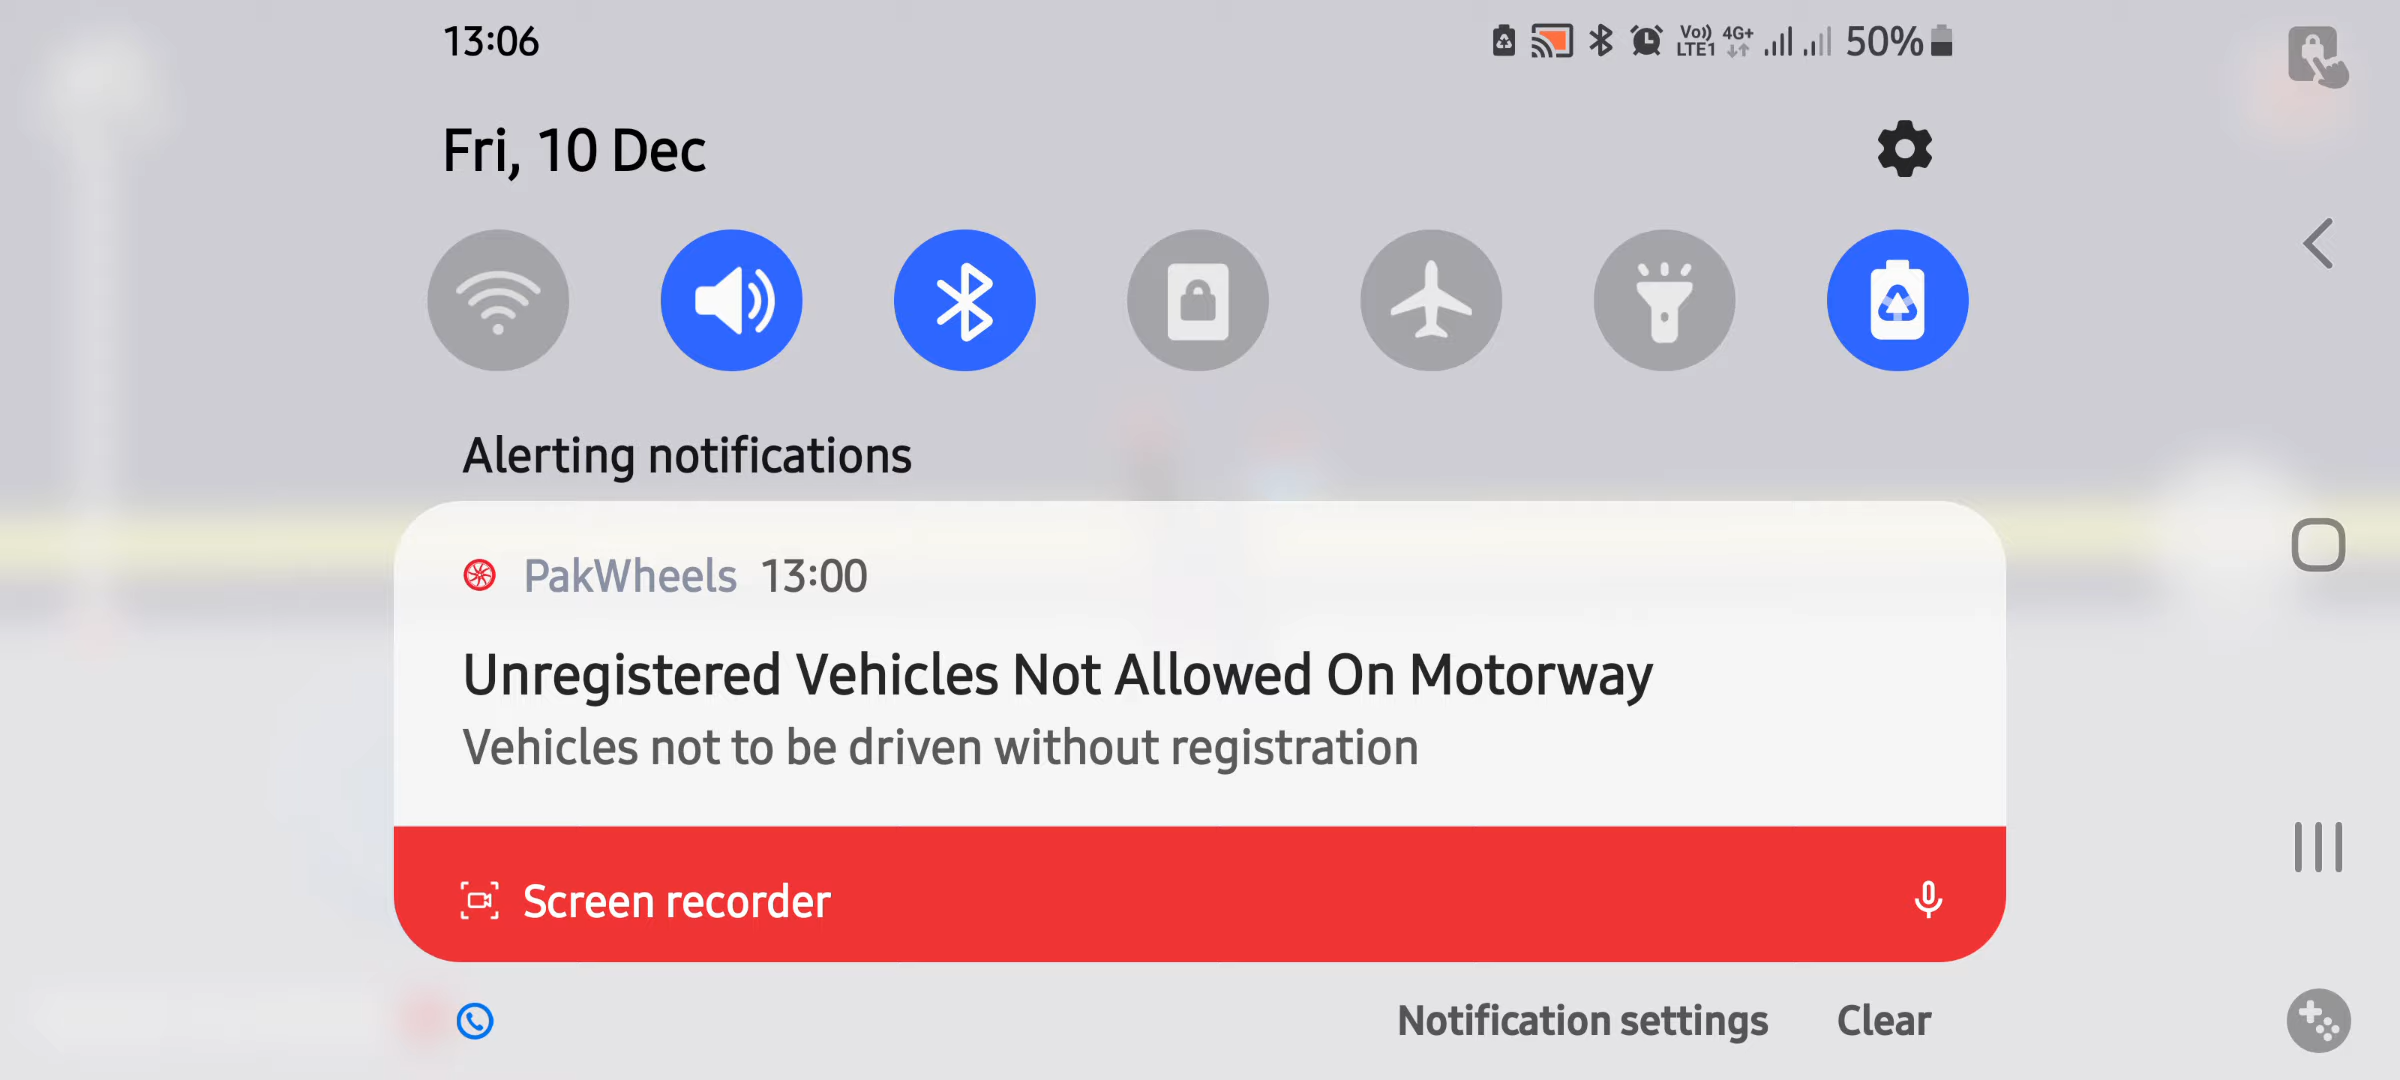 13:06
Vo)) LTE1 4G+ 50%
Fri, 10 Dec
Alerting notifications
PakWheels 13:00
Unregistered Vehicles Not Allowed On Motorway
Vehicles not to be driven without registration
Screen recorder
Notification settings Clear